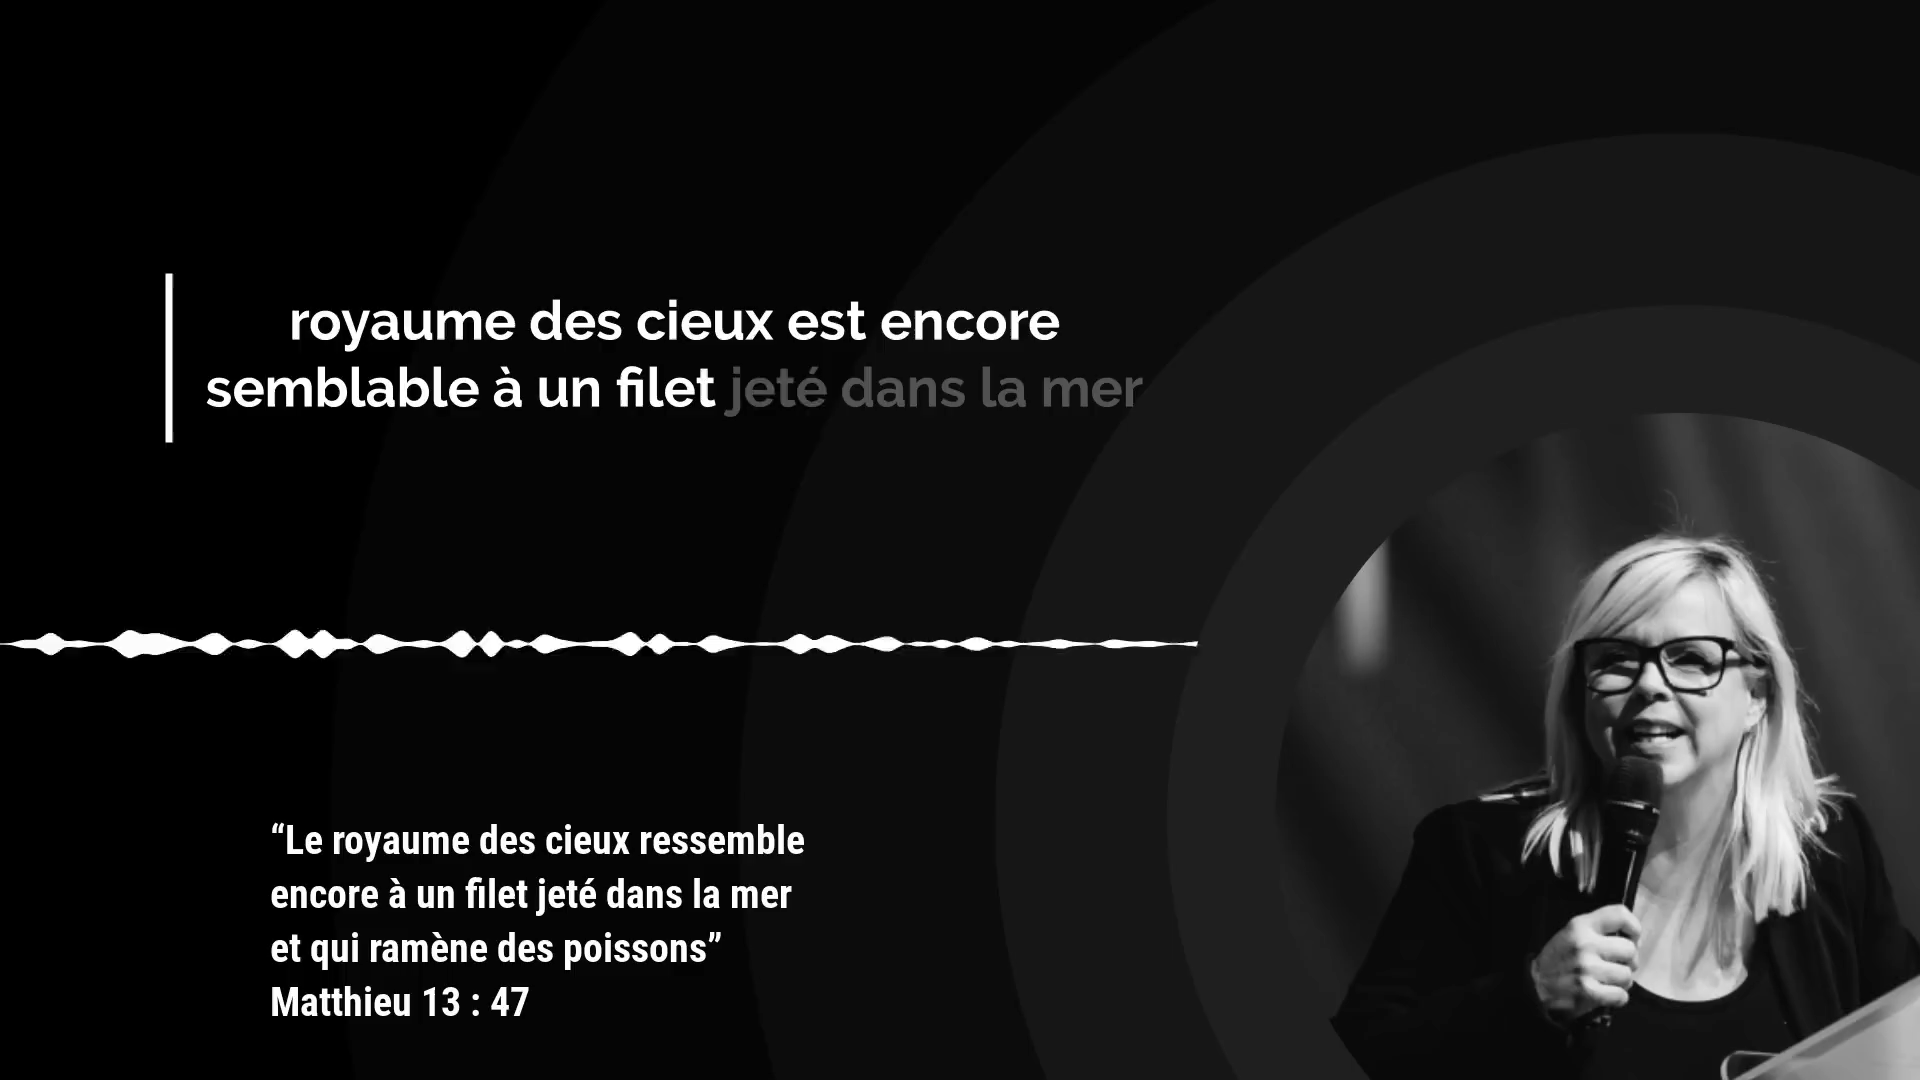 royaume des cieux est encore
semblable à un filet jeté dans la mer
“Le royaume des cieux ressemble
encore à un filet jeté dans la mer
et qui ramène des poissons”
Matthieu 13 : 47